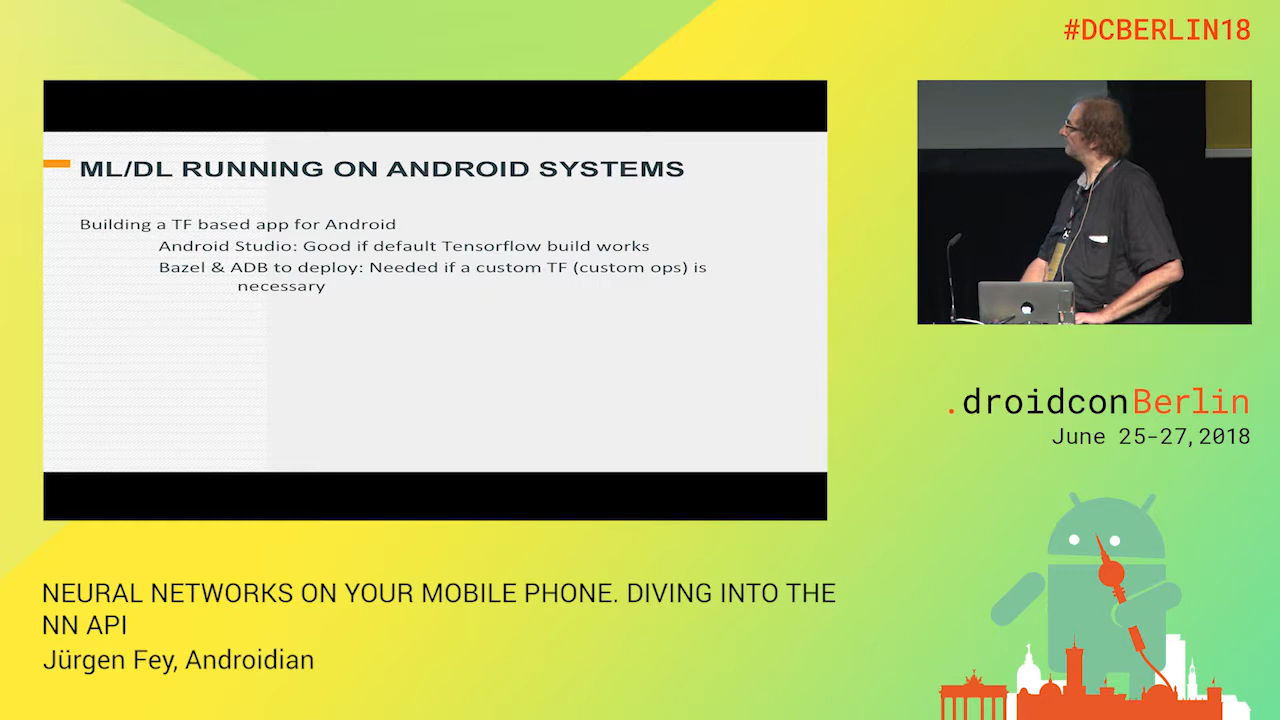 #DCBERLIN18
ML/DL RUNNING ON ANDROID SYSTEMS
Building a TF based app for Android
Android Studio: Good if default Tensorflow build works
Bazel & ADB to deploy: Needed if a custom TF (custom ops) is
necessary
.droidconBerlin
June 25-27,2018
NEURAL NETWORKS ON YOUR MOBILE PHONE. DIVING INTO THE
NN API
Jürgen Fey, Androidian